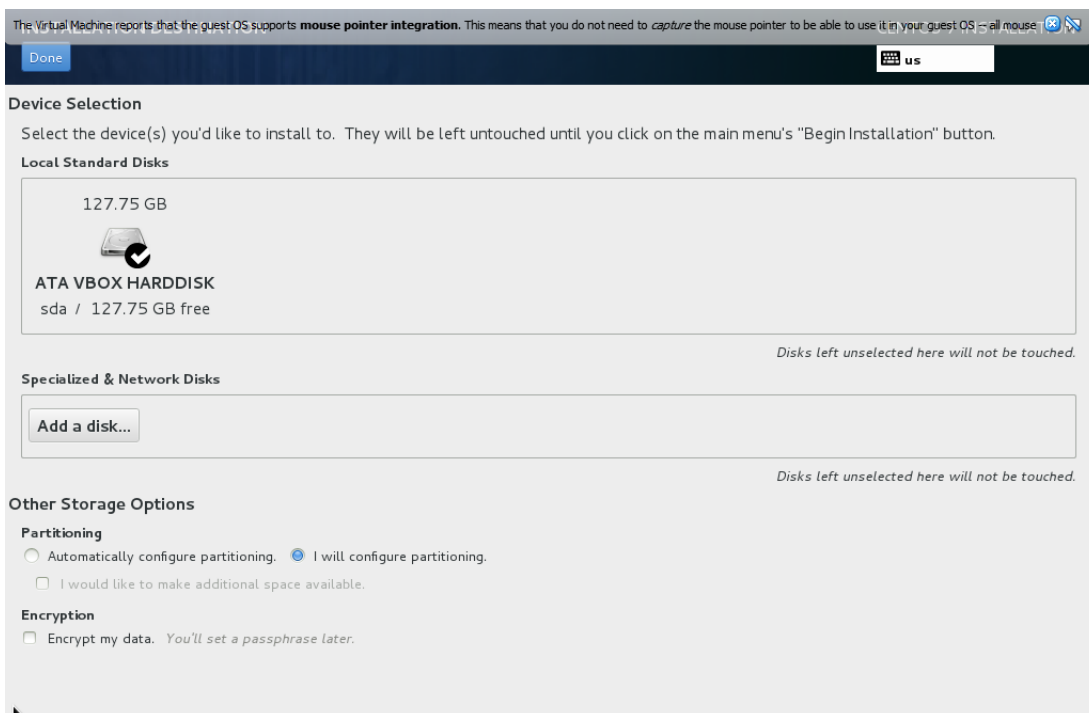 The Virtual Machine reports that the guest OS supports mouse pointer integration. This means that you do not need to capture the mouse pointer to be able to use it in your guest OS – all mouse
INSTALLATION DESTINATION
CENTOS 7 INSTALLATION
Done
us
Device Selection
Select the device(s) you'd like to install to. They will be left untouched until you click on the main menu's "Begin Installation" button.
Local Standard Disks
127.75 GB
ATA VBOX HARDDISK
sda / 127.75 GB free
Disks left unselected here will not be touched.
Specialized & Network Disks
Add a disk...
Disks left unselected here will not be touched.
Other Storage Options
Partitioning
Automatically configure partitioning. I will configure partitioning.
I would like to make additional space available.
Encryption
Encrypt my data. You'll set a passphrase later.